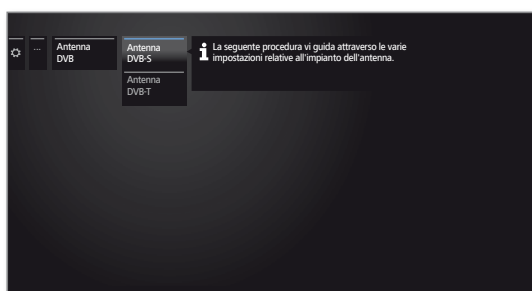 ...
Antenna
DVB
Antenna
DVB-S
La seguente procedura vi guida attraverso le varie
impostazioni relative all'impianto dell'antenna.
Antenna
DVB-T